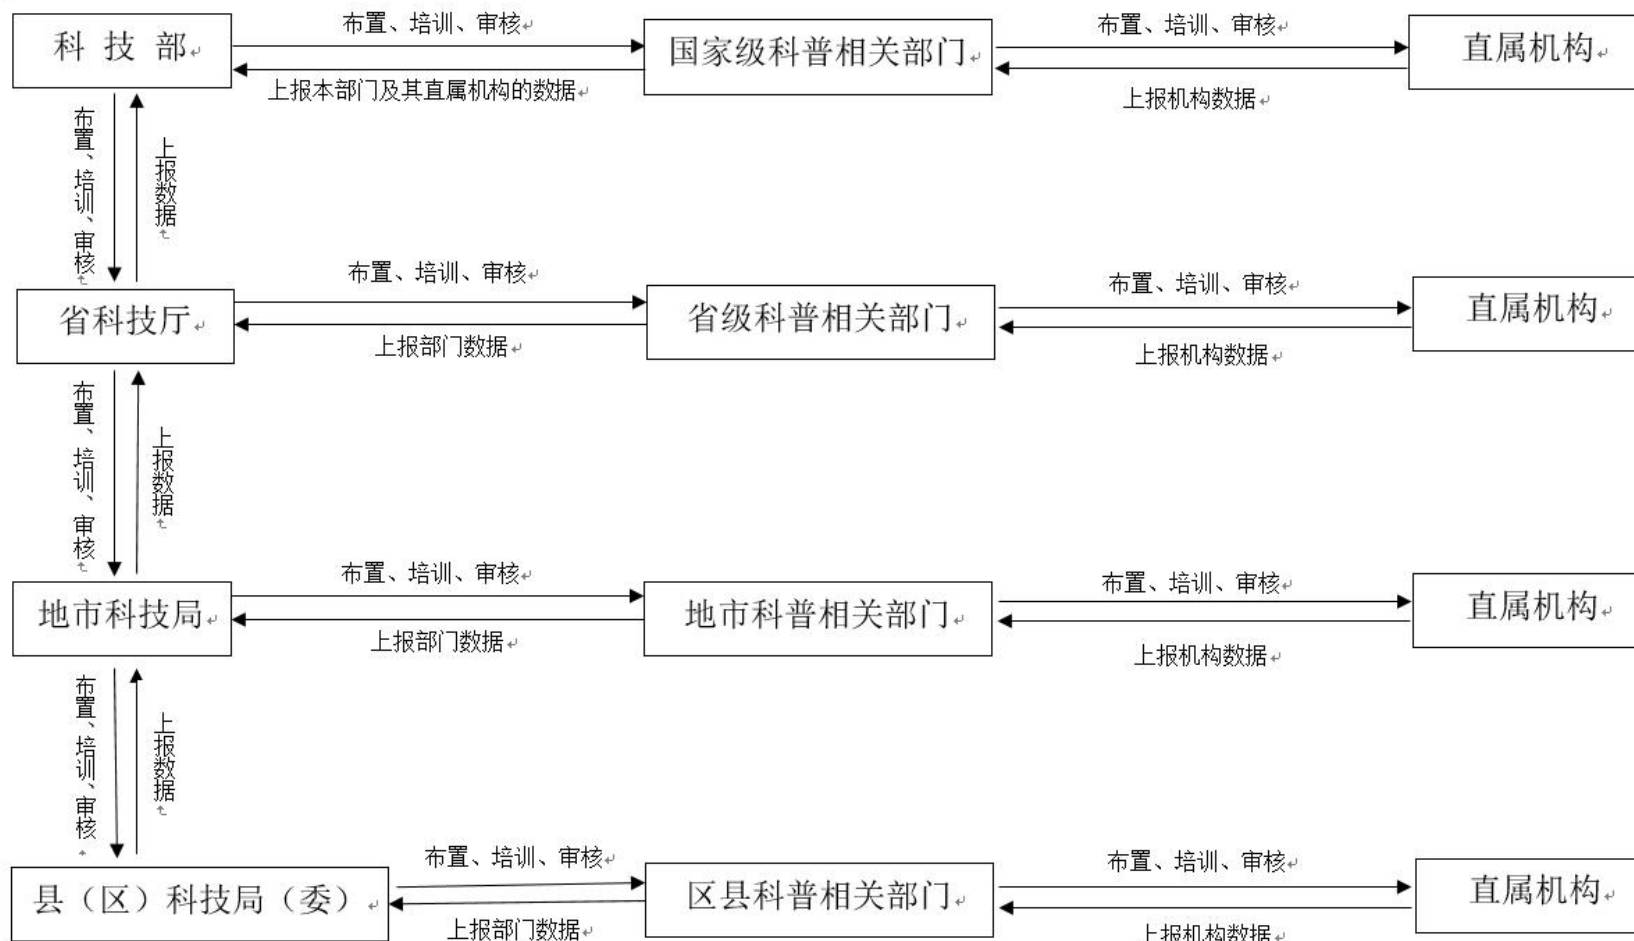 布置、培训、审核
布置、培训、审核
科 技 部
国家级科普相关部门
直属机构
上报本部门及其直属机构的数据
上报机构数据
布置、培训、审核
上报数据
布置、培训、审核
布置、培训、审核
省科技厅
省级科普相关部门
直属机构
上报部门数据
上报机构数据
布置、培训、审核
上报数据
布置、培训、审核
布置、培训、审核
地市科技局
地市科普相关部门
直属机构
上报部门数据
上报机构数据
布置、培训、审核
上报数据
布置、培训、审核
布置、培训、审核
县（区）科技局（委）
区县科普相关部门
直属机构
上报部门数据
上报机构数据